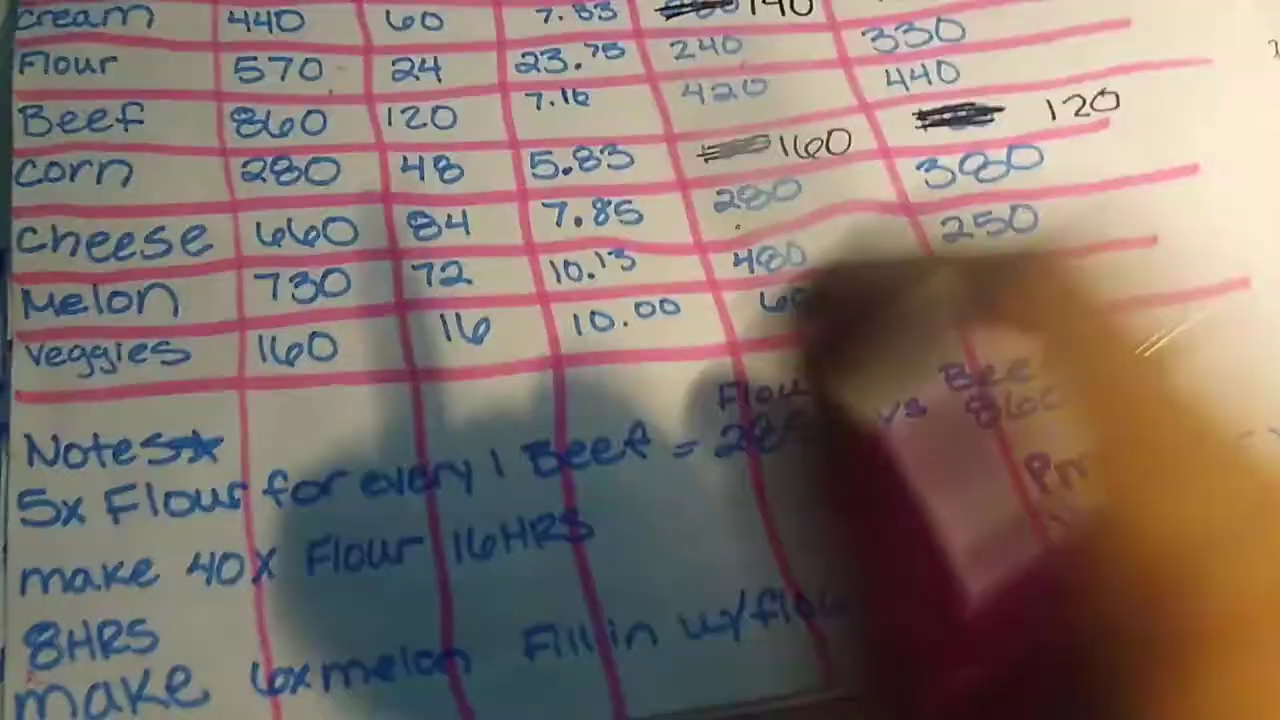 cream 440 60 7.33 140
Flour 570 24 23.75 240 330
Beef 860 120 7.16 420 440
corn 280 48 5.83 160 120
cheese 660 84 7.85 280 380
Melon 730 72 10.13 480 250
veggies 160 16 10.00
Notes
5x Flour for every 1 Beef = vs
make 40x Flour 16HRS
8HRS
make 6x melon Fill in w/